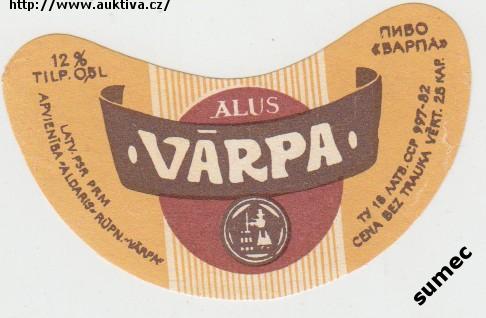 http://www.auktiva.cz/
12 %
TILP. 0,5L
ПИВО
«ВАРПА»
ALUS
·VĀRPA·
LATV. PSR PRM
APVIENĪBA «ALDARIS» RŪPN. «VĀRPA»
ТУ 18 ЛАТВ. ССР 997-82
CENA BEZ TRAUKA VĒRT. 25 KAP.
sumec